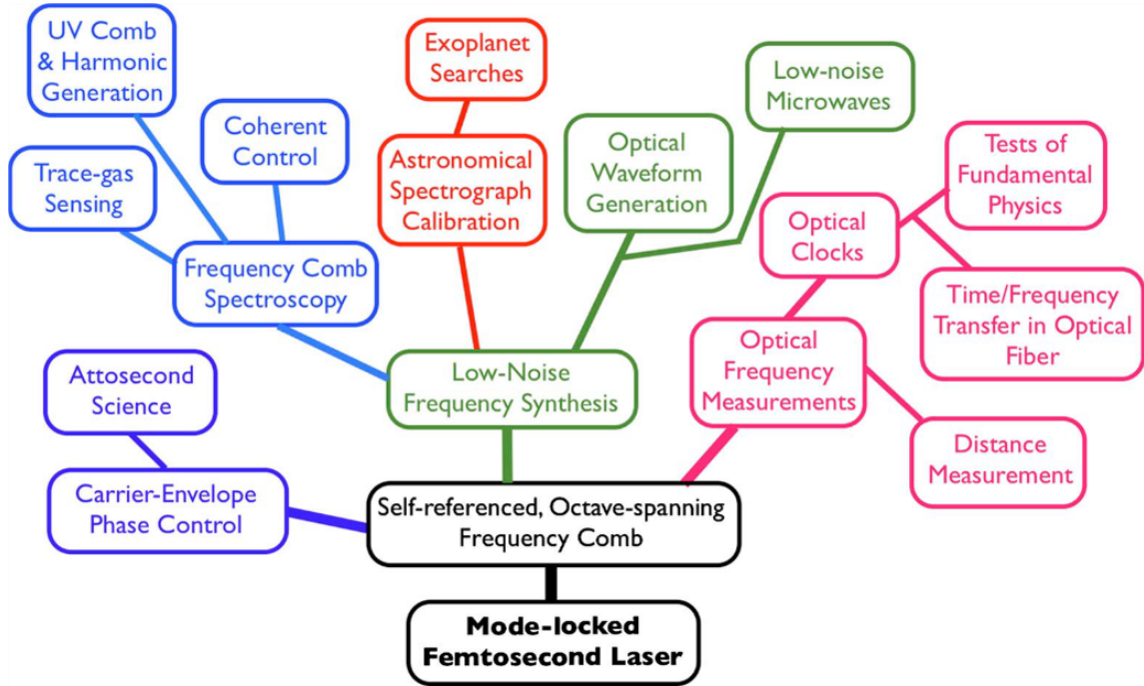 UV Comb
& Harmonic
Generation
Exoplanet
Searches
Low-noise
Microwaves
Coherent
Control
Optical
Waveform
Generation
Tests of
Fundamental
Physics
Trace-gas
Sensing
Astronomical
Spectrograph
Calibration
Optical
Clocks
Frequency Comb
Spectroscopy
Time/Frequency
Transfer in Optical
Fiber
Optical
Frequency
Measurements
Attosecond
Science
Low-Noise
Frequency Synthesis
Distance
Measurement
Carrier-Envelope
Phase Control
Self-referenced, Octave-spanning
Frequency Comb
Mode-locked
Femtosecond Laser